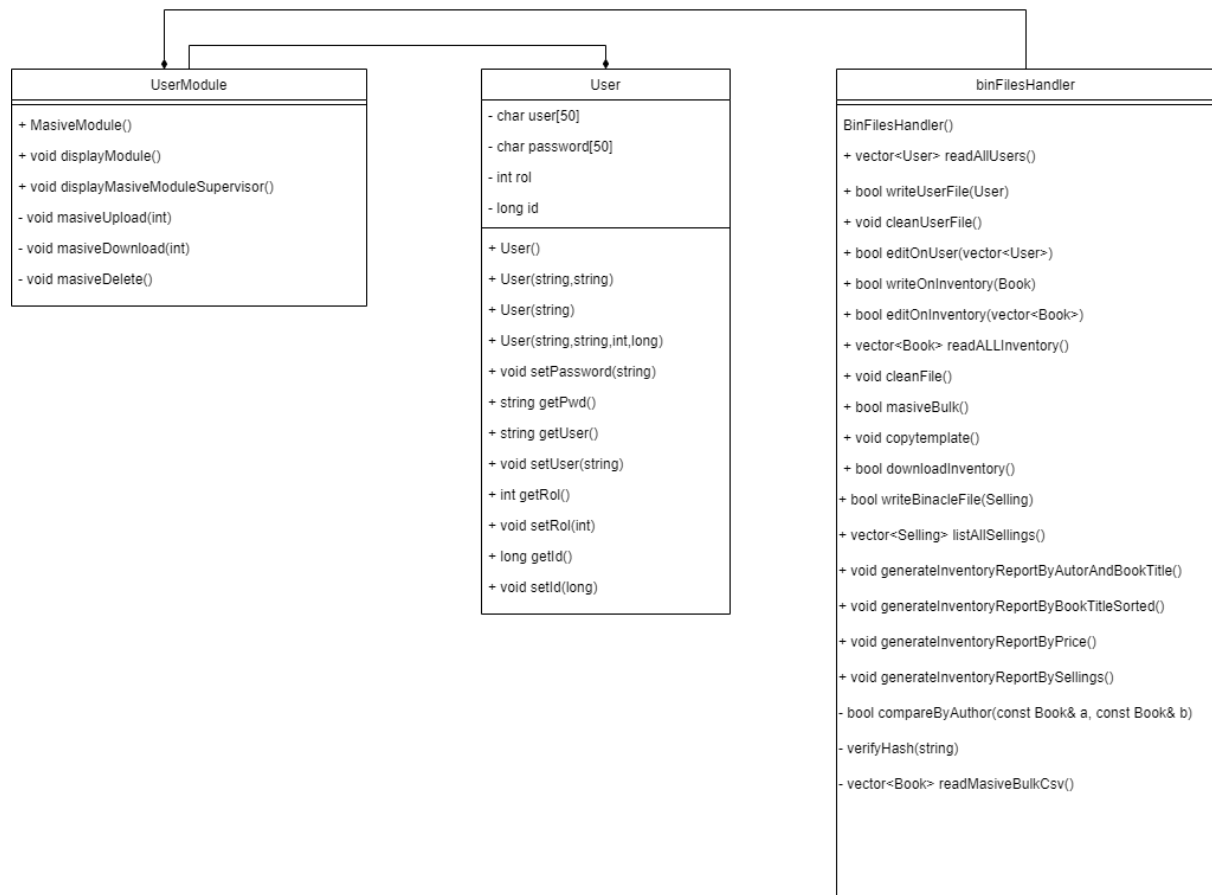 UserModule
+ MasiveModule()
+ void displayModule()
+ void displayMasiveModuleSupervisor()
- void masiveUpload(int)
- void masiveDownload(int)
- void masiveDelete()
User
- char user[50]
- char password[50]
- int rol
- long id
+ User()
+ User(string,string)
+ User(string)
+ User(string,string,int,long)
+ void setPassword(string)
+ string getPwd()
+ string getUser()
+ void setUser(string)
+ int getRol()
+ void setRol(int)
+ long getId()
+ void setId(long)
binFilesHandler
BinFilesHandler()
+ vector<User> readAllUsers()
+ bool writeUserFile(User)
+ void cleanUserFile()
+ bool editOnUser(vector<User>)
+ bool writeOnInventory(Book)
+ bool editOnInventory(vector<Book>)
+ vector<Book> readALLInventory()
+ void cleanFile()
+ bool masiveBulk()
+ void copytemplate()
+ bool downloadInventory()
+ bool writeBinacleFile(Selling)
+ vector<Selling> listAllSellings()
+ void generateInventoryReportByAutorAndBookTitle()
+ void generateInventoryReportByBookTitleSorted()
+ void generateInventoryReportByPrice()
+ void generateInventoryReportBySellings()
- bool compareByAuthor(const Book& a, const Book& b)
- verifyHash(string)
- vector<Book> readMasiveBulkCsv()